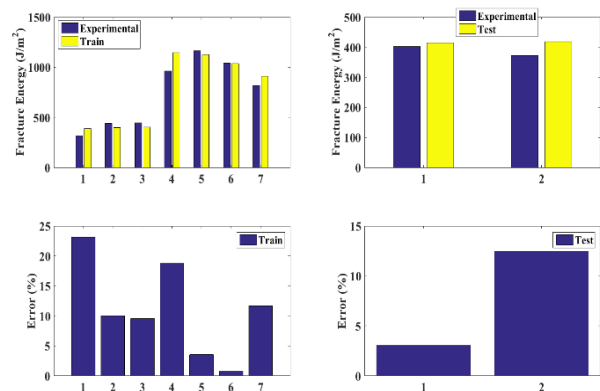 Fracture Energy (J/m²)
1500
1000
500
0
Experimental
Train
1 2 3 4 5 6 7
Fracture Energy (J/m²)
500
400
300
200
100
0
Experimental
Test
1 2
Error (%)
25
20
15
10
5
0
Train
1 2 3 4 5 6 7
Error (%)
15
10
5
0
Test
1 2